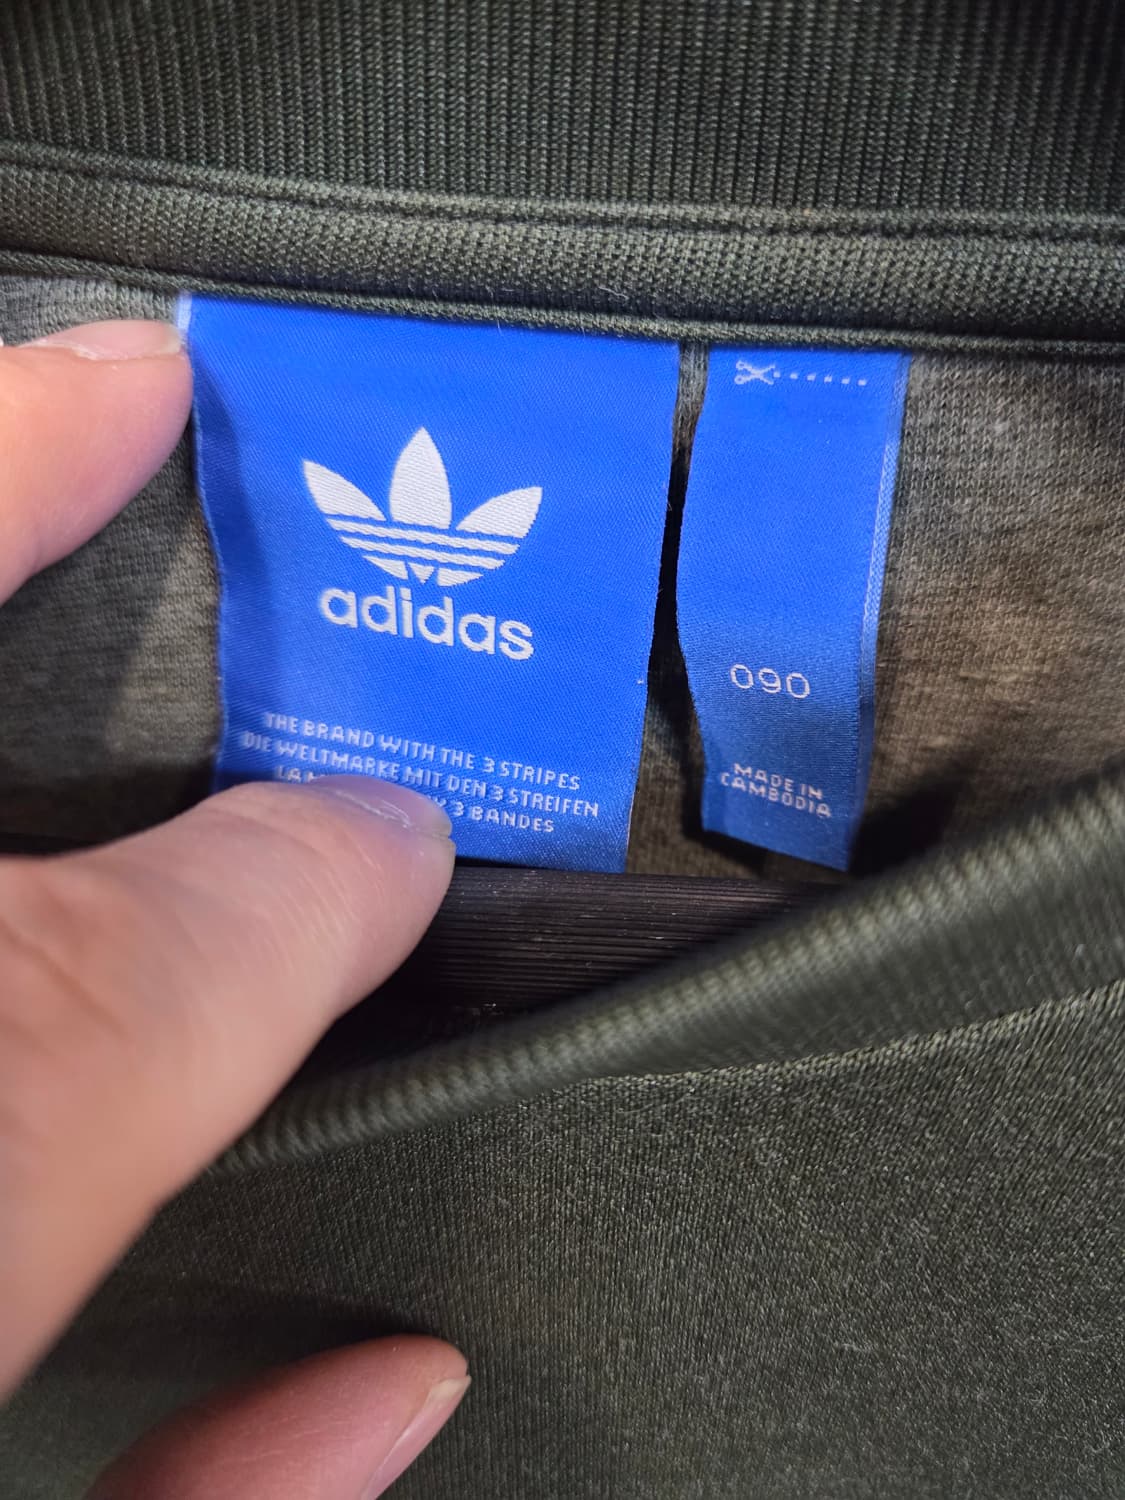 adidas
THE BRAND WITH THE 3 STRIPES
DIE WELTMARKE MIT DEN 3 STREIFEN
LA 3 BANDES
090
MADE IN
CAMBODIA